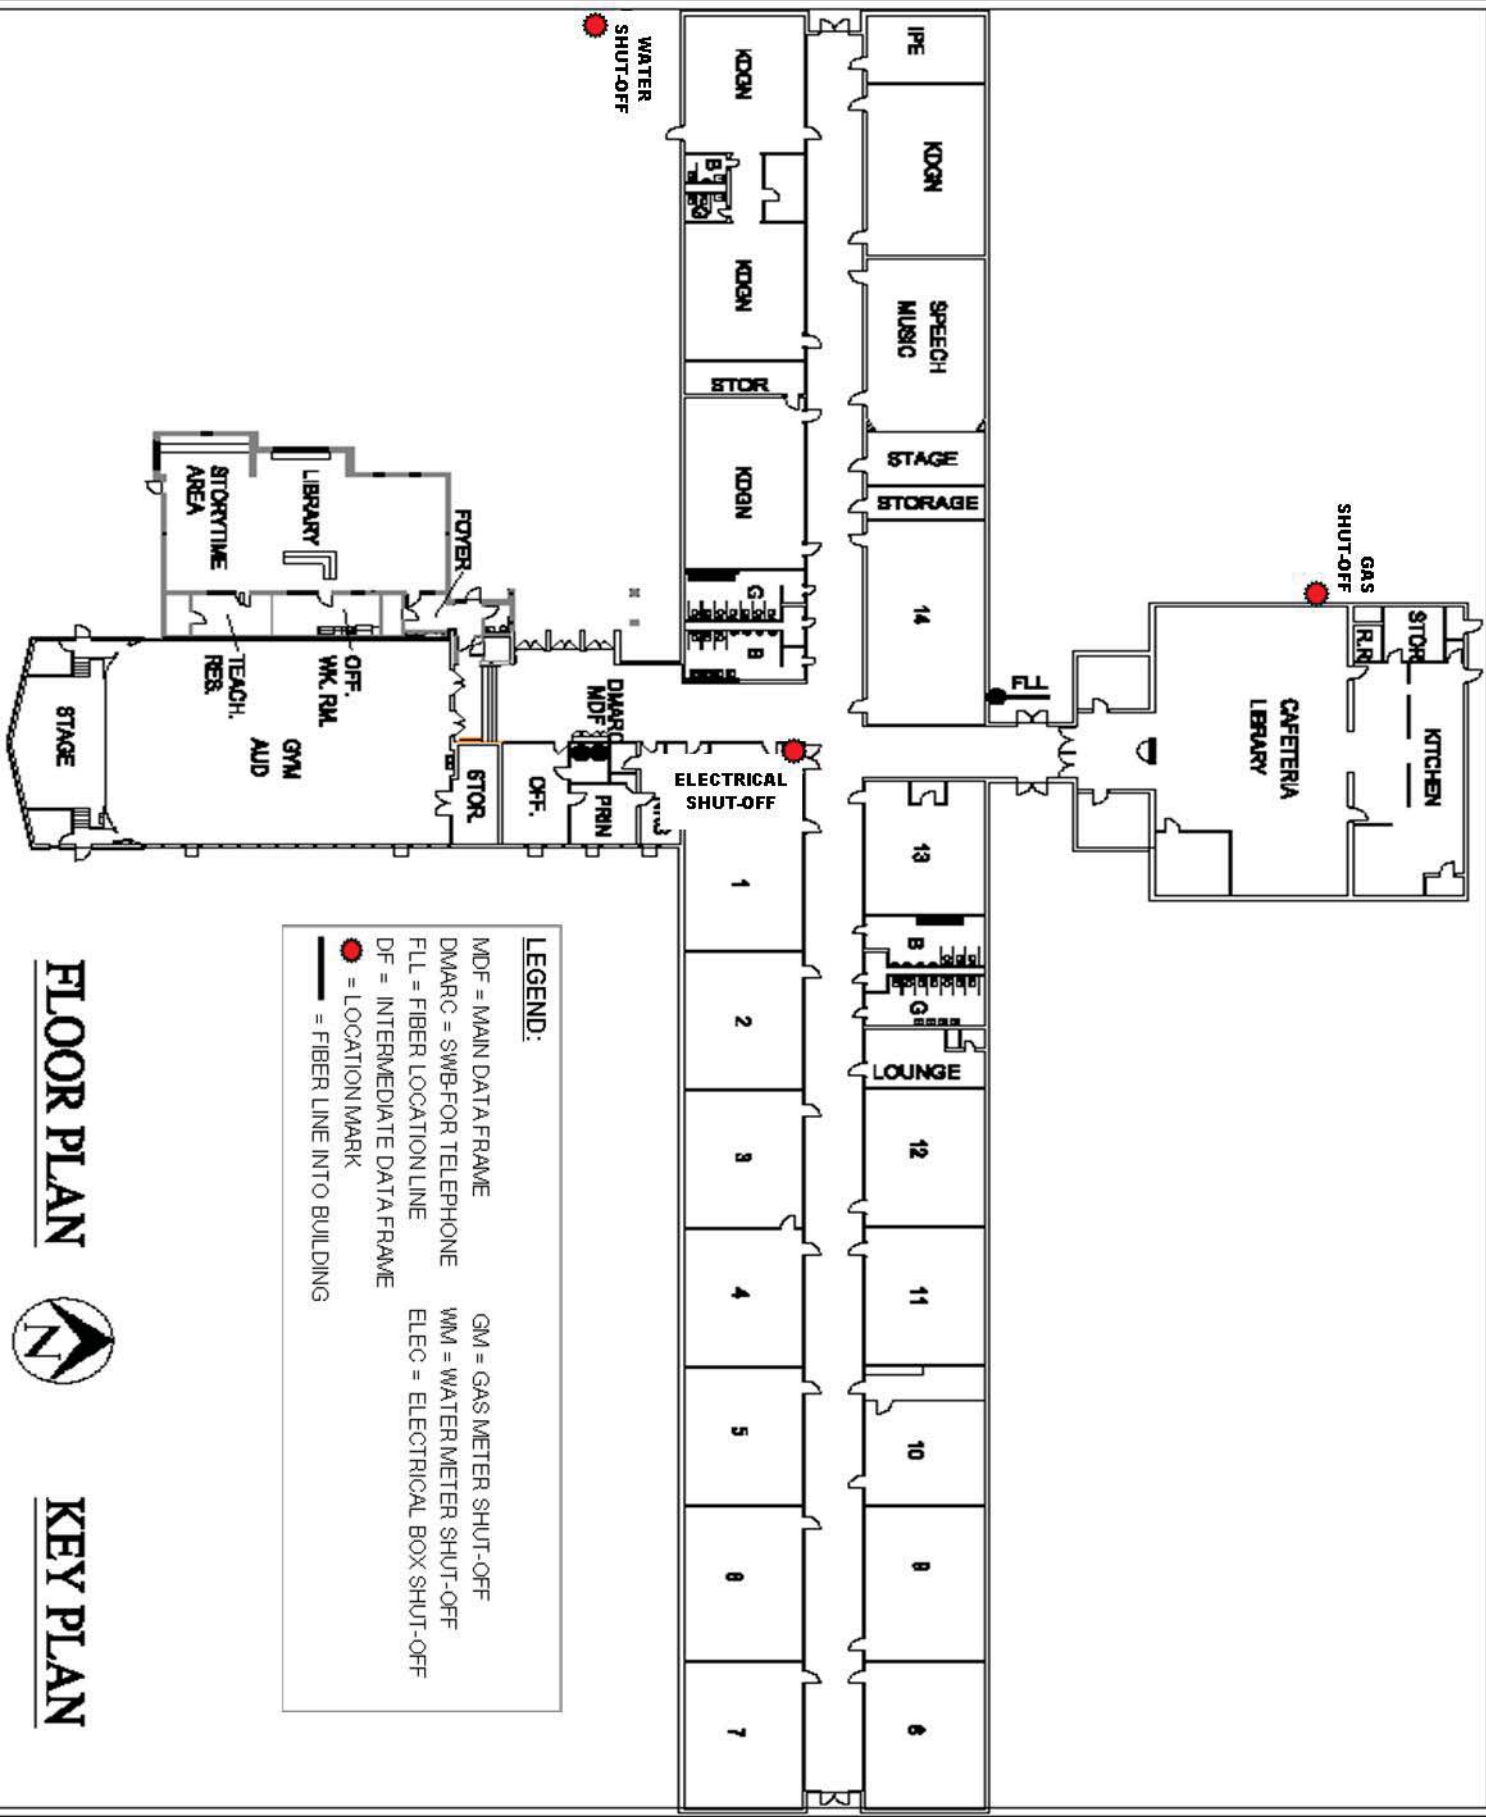 WATER
SHUT-OFF
KDGN
B
G
KDGN
STOR
KDGN
G
B
IPE
KDGN
SPEECH
MUSIC
STAGE
STORAGE
14
FLL
GAS
SHUT-OFF
STOR
R.R
KITCHEN
CAFETERIA
LIBRARY
LIBRARY
STORYTIME
AREA
FOYER
OFF.
WK. RM.
TEACH.
RES.
STAGE
GYM
AUD
DMARC
MDF
STOR.
OFF.
PRIN
ELECTRICAL
SHUT-OFF
1
2
3
4
5
6
7
13
B
G
LOUNGE
12
11
10
9
LEGEND:
MDF = MAIN DATA FRAME
DMARC = SWB-FOR TELEPHONE
FLL = FIBER LOCATION LINE
DF = INTERMEDIATE DATA FRAME
= LOCATION MARK
= FIBER LINE INTO BUILDING
GM = GAS METER SHUT-OFF
WM = WATER METER SHUT-OFF
ELEC = ELECTRICAL BOX SHUT-OFF
FLOOR PLAN
N
KEY PLAN